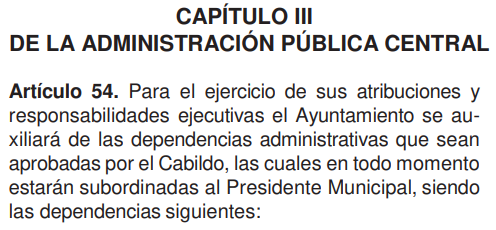 CAPÍTULO III
DE LA ADMINISTRACIÓN PÚBLICA CENTRAL
Artículo 54. Para el ejercicio de sus atribuciones y
responsabilidades ejecutivas el Ayuntamiento se au-
xiliará de las dependencias administrativas que sean
aprobadas por el Cabildo, las cuales en todo momento
estarán subordinadas al Presidente Municipal, siendo
las dependencias siguientes: